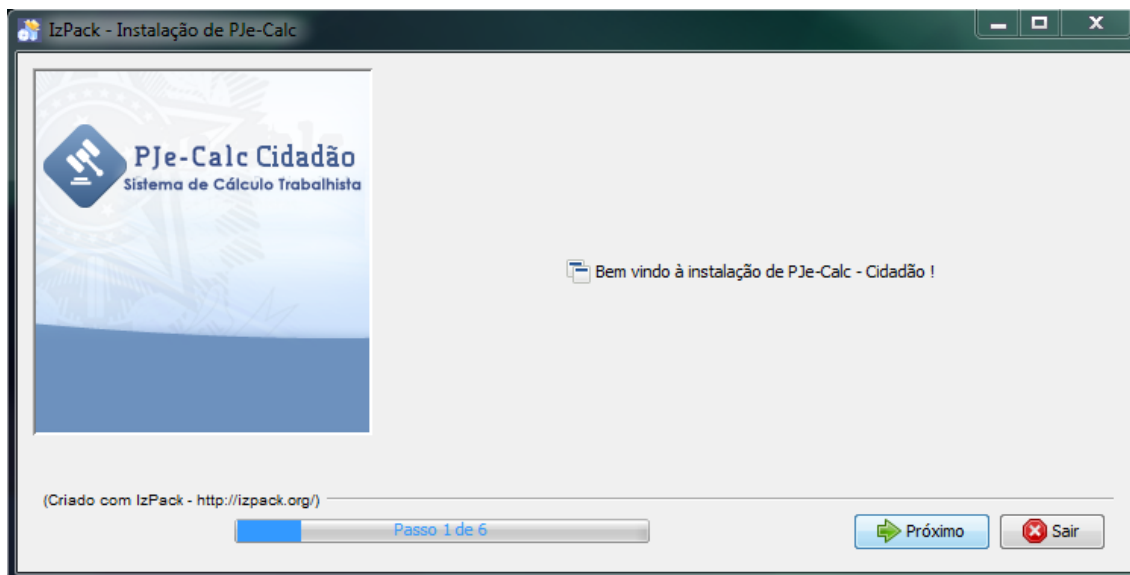 IzPack - Instalação de PJe-Calc
PJe-Calc Cidadão
Sistema de Cálculo Trabalhista
Bem vindo à instalação de PJe-Calc - Cidadão !
(Criado com IzPack - http://izpack.org/)
Passo 1 de 6
Próximo
Sair